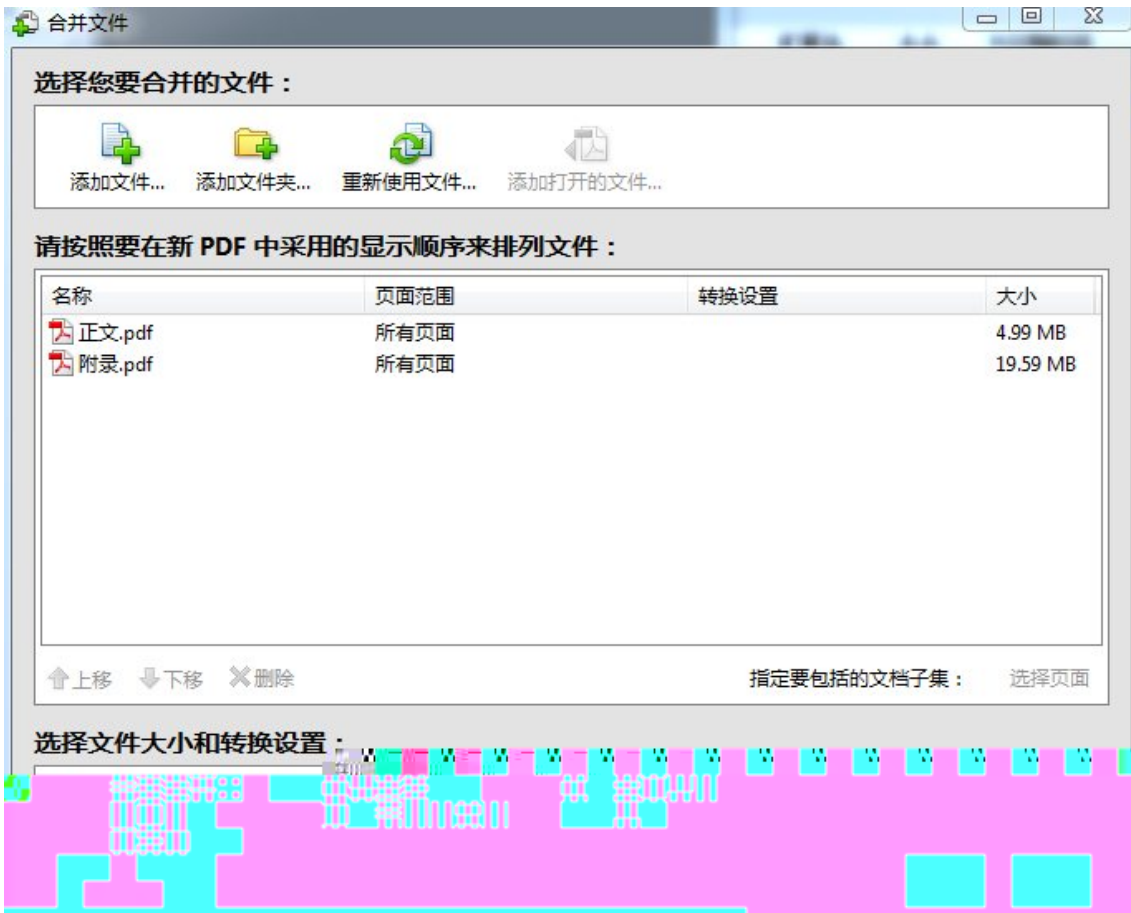 合并文件
选择您要合并的文件：
添加文件... 添加文件夹... 重新使用文件... 添加打开的文件...
请按照要在新 PDF 中采用的显示顺序来排列文件：
名称 页面范围 转换设置 大小
正文.pdf 所有页面 4.99 MB
附录.pdf 所有页面 19.59 MB
上移 下移 删除 指定要包括的文档子集： 选择页面
选择文件大小和转换设置：